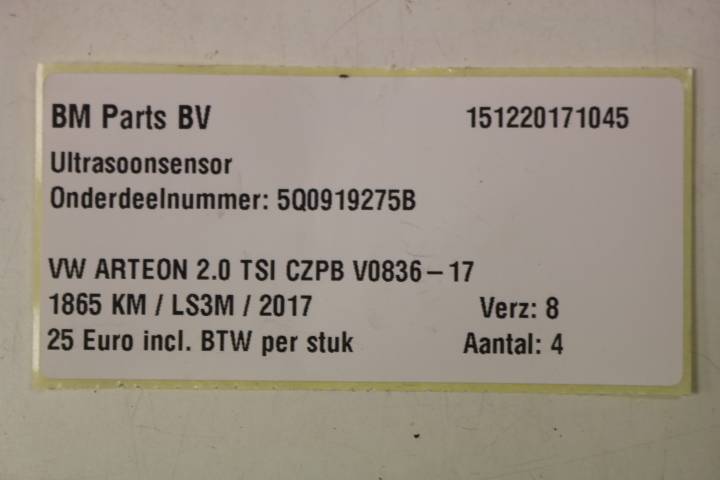 BM Parts BV 151220171045
Ultrasoonsensor
Onderdeelnummer: 5Q0919275B
VW ARTEON 2.0 TSI CZPB V0836-17
1865 KM / LS3M / 2017 Verz: 8
25 Euro incl. BTW per stuk Aantal: 4